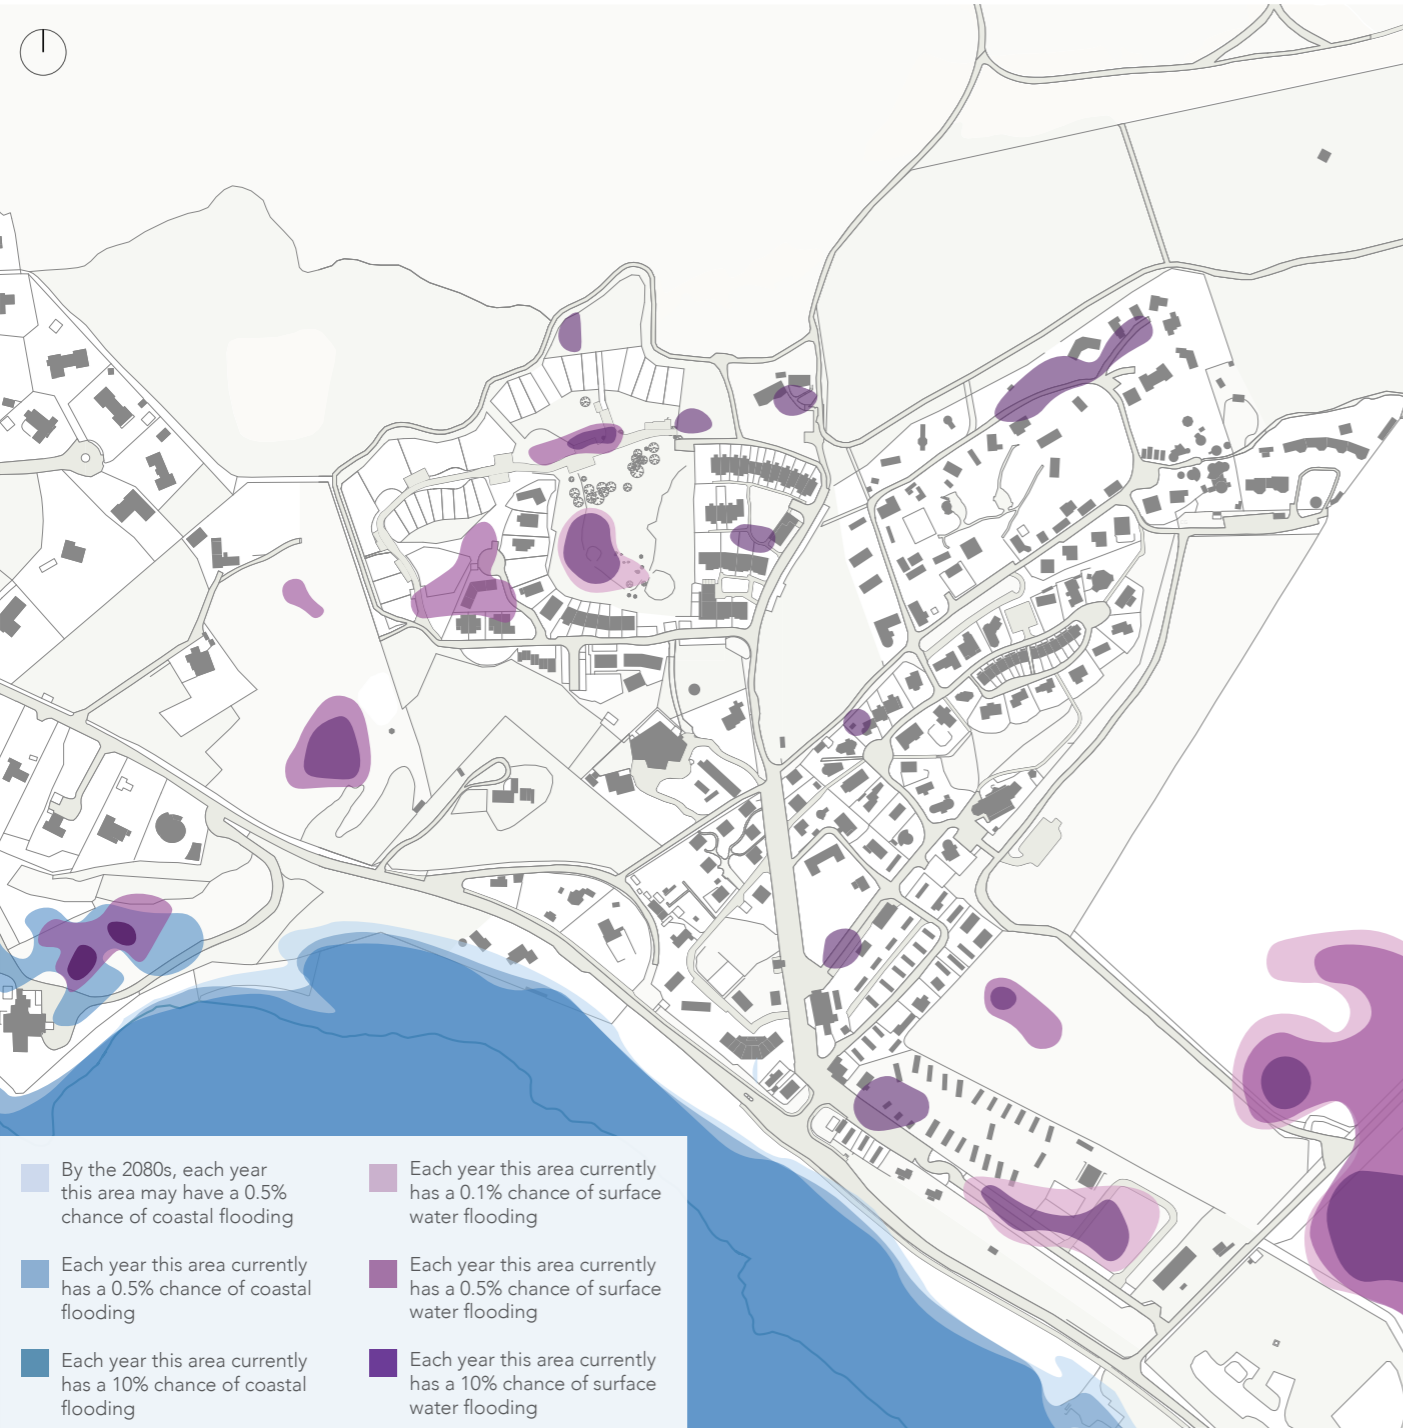 By the 2080s, each year
this area may have a 0.5%
chance of coastal flooding
Each year this area currently
has a 0.5% chance of coastal
flooding
Each year this area currently
has a 10% chance of coastal
flooding
Each year this area currently
has a 0.1% chance of surface
water flooding
Each year this area currently
has a 0.5% chance of surface
water flooding
Each year this area currently
has a 10% chance of surface
water flooding